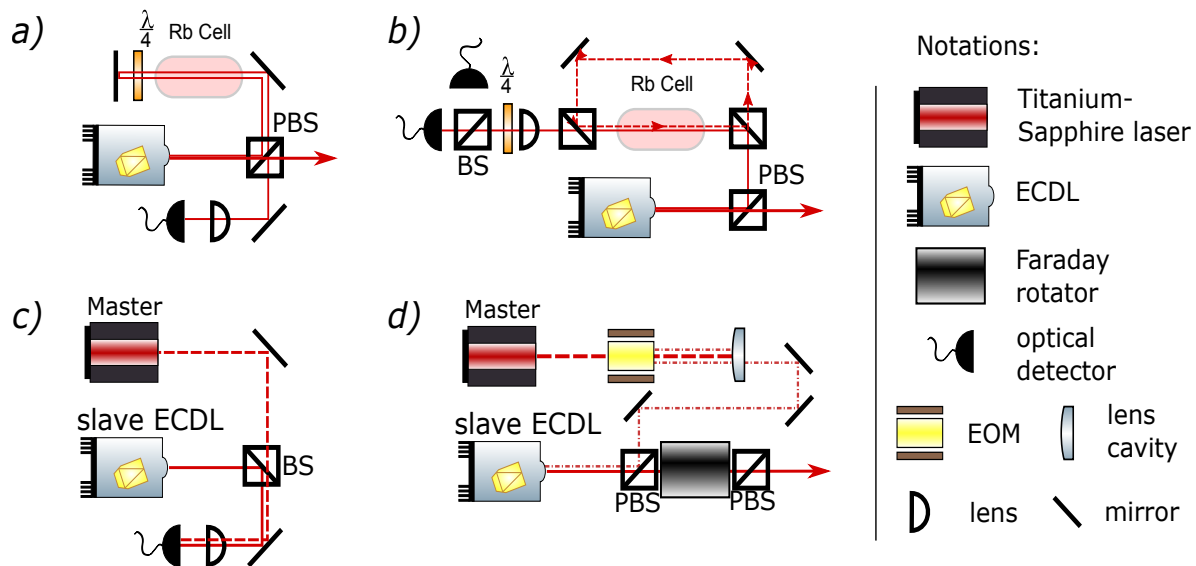 a)
λ
4
Rb Cell
PBS
b)
λ
4
Rb Cell
BS
PBS
c)
Master
slave ECDL
BS
d)
Master
slave ECDL
PBS
PBS
Notations:
Titanium-
Sapphire laser
ECDL
Faraday
rotator
optical
detector
EOM
lens
cavity
lens
mirror